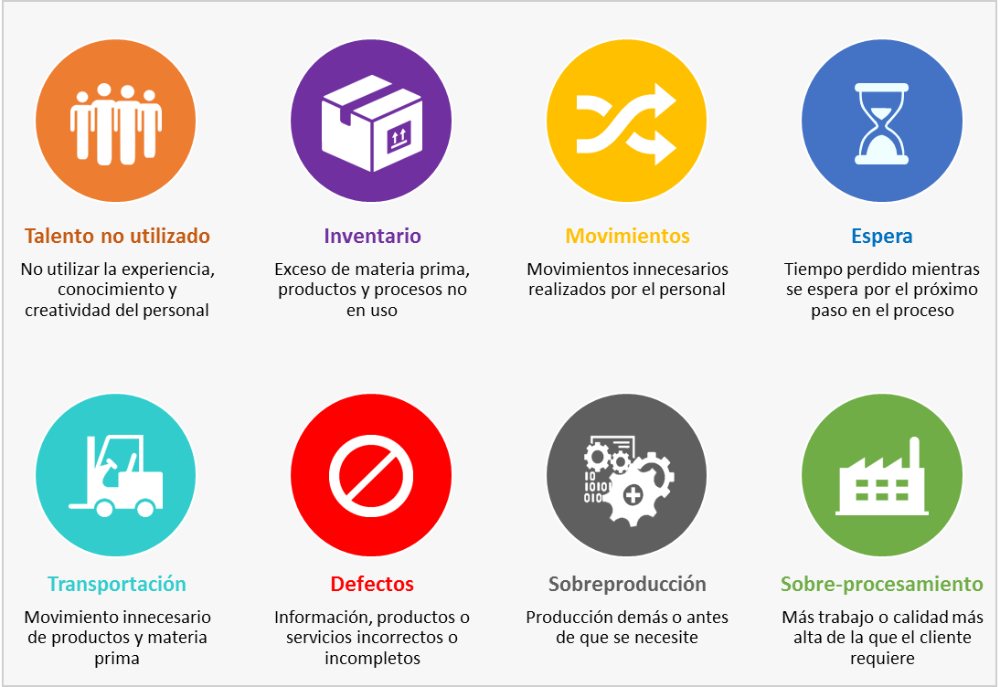 Talento no utilizado
No utilizar la experiencia,
conocimiento y
creatividad del personal
Inventario
Exceso de materia prima,
productos y procesos no
en uso
Movimientos
Movimientos innecesarios
realizados por el personal
Espera
Tiempo perdido mientras
se espera por el próximo
paso en el proceso
Transportación
Movimiento innecesario
de productos y materia
prima
Defectos
Información, productos o
servicios incorrectos o
incompletos
10
0101
010
Sobreproducción
Producción demás o antes
de que se necesite
Sobre-procesamiento
Más trabajo o calidad más
alta de la que el cliente
requiere